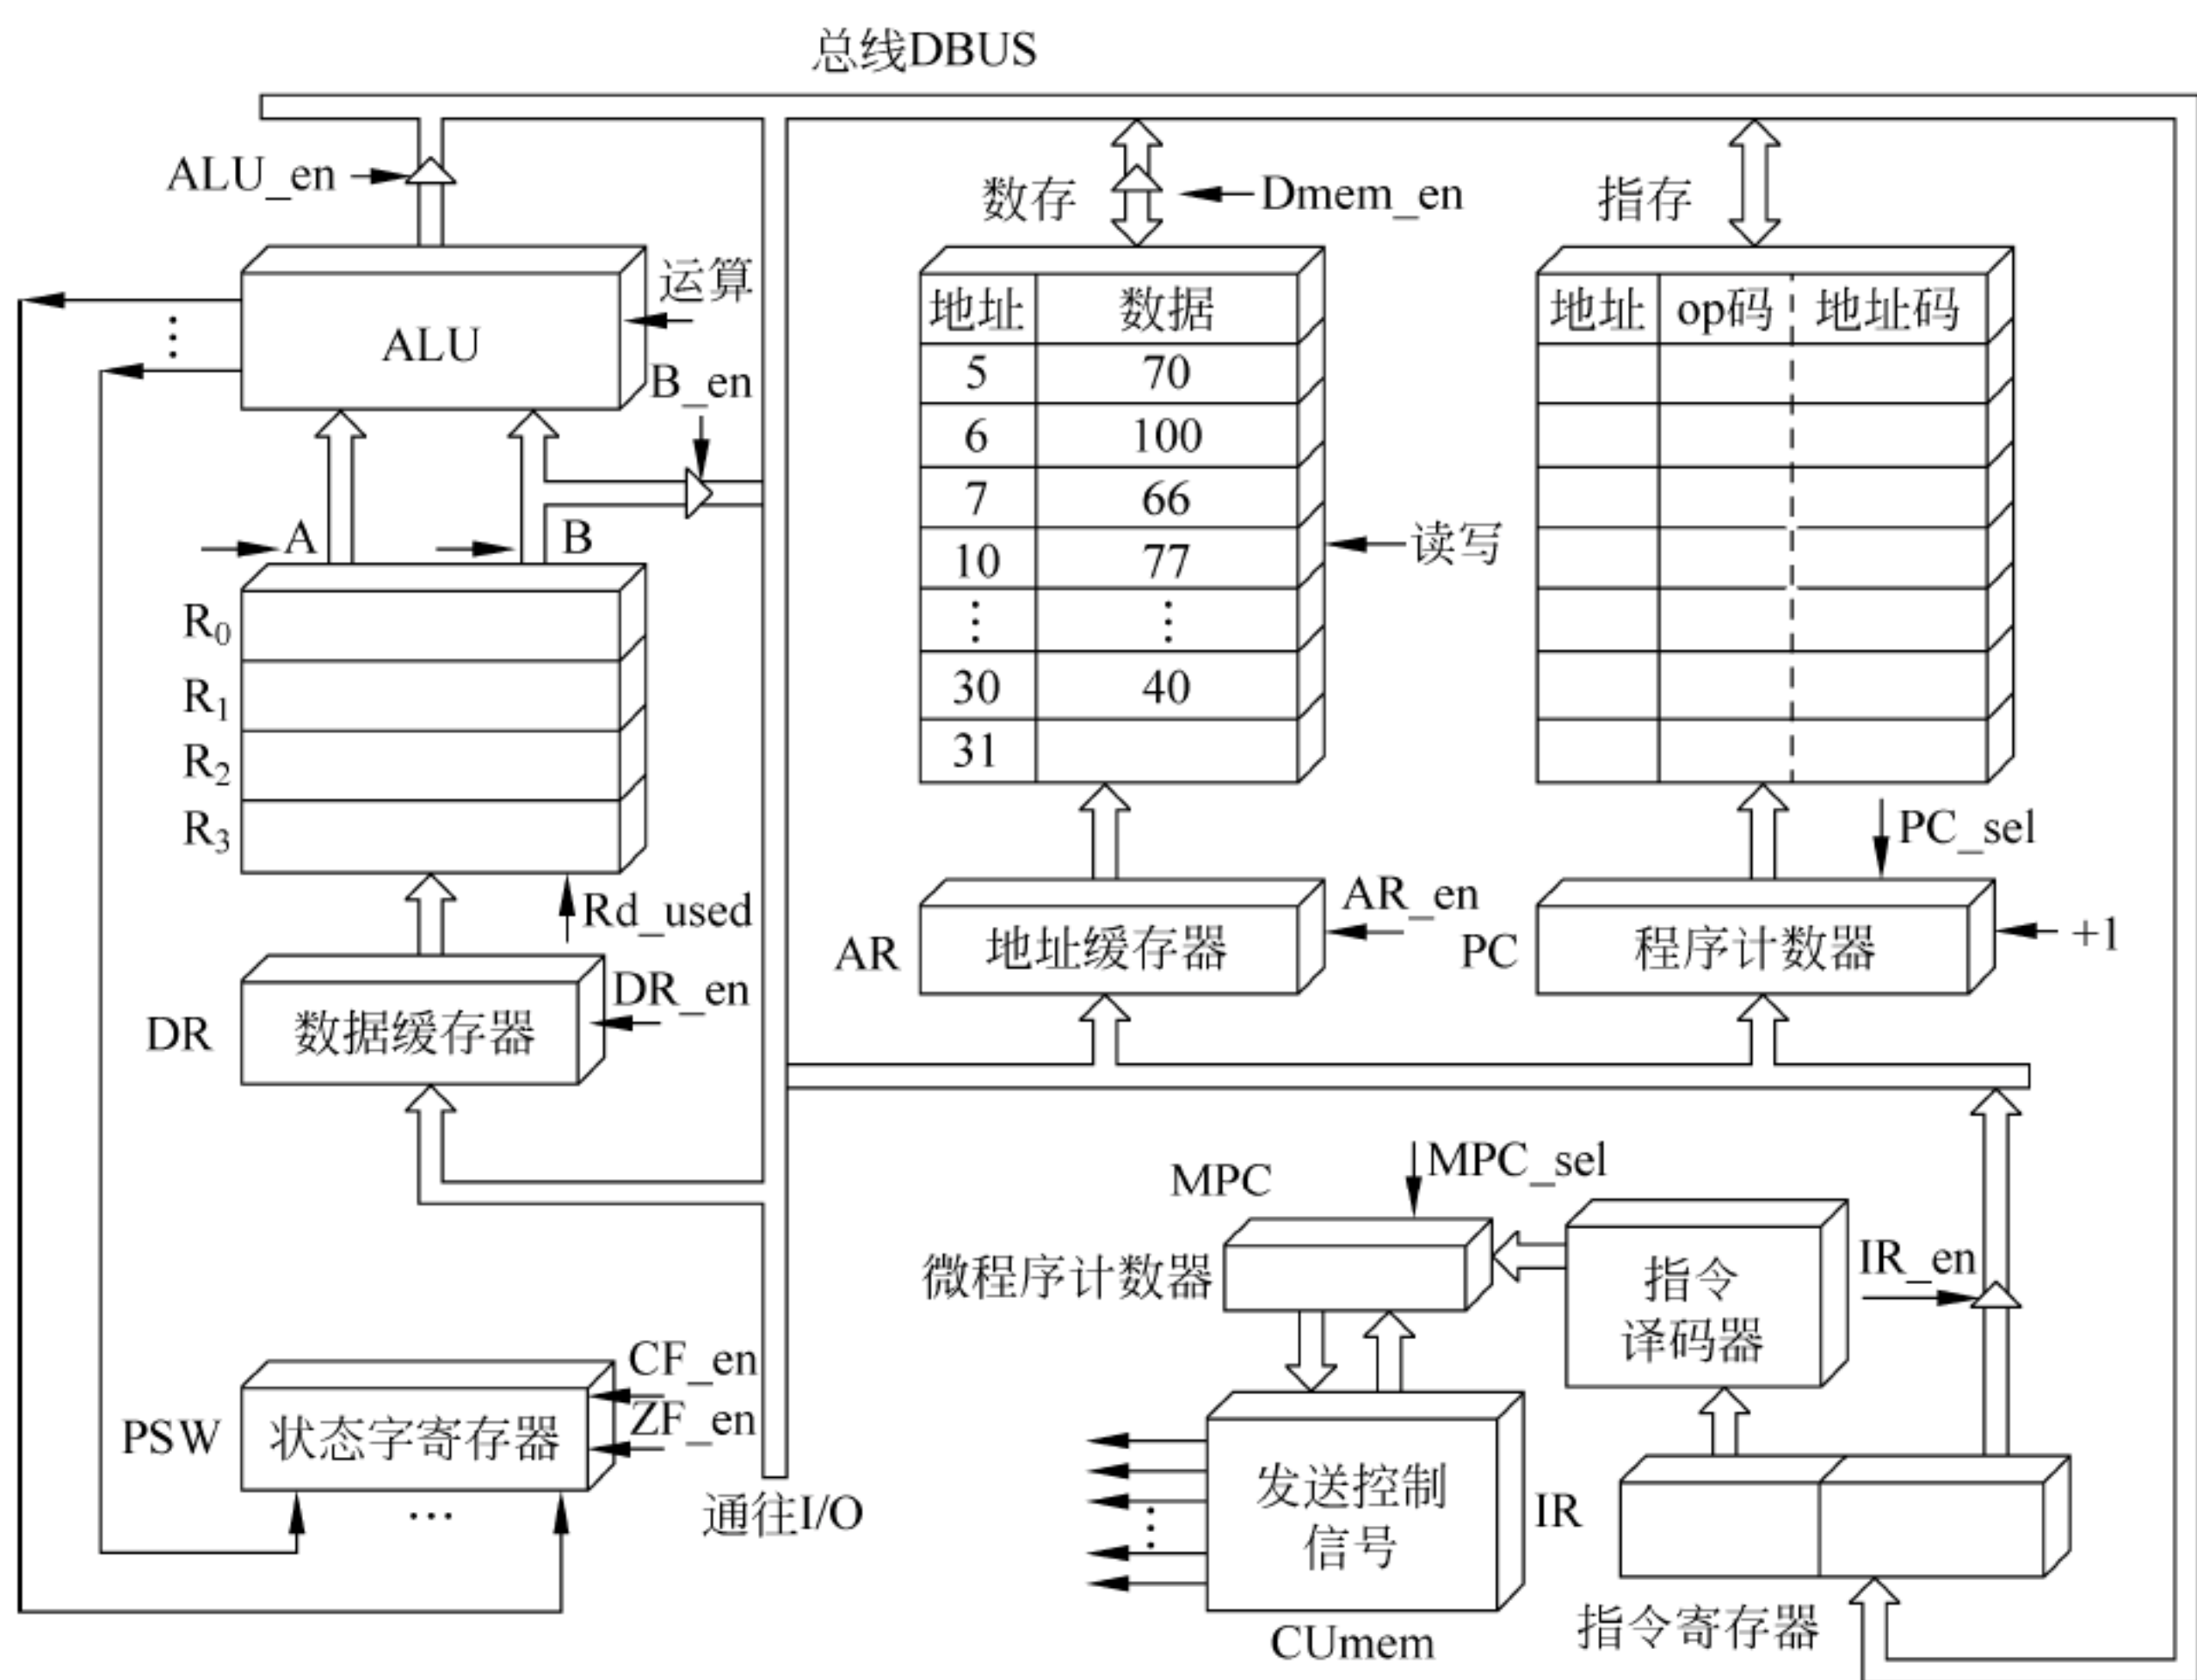 总线DBUS
ALU_en
数存
Dmem_en
指存
运算
ALU
B_en
A
B
R0
R1
R2
R3
Rd_used
DR_en
DR
数据缓存器
CF_en
ZF_en
PSW
状态字寄存器
…
通往I/O
地址 数据
5 70
6 100
7 66
10 77
⋮ ⋮
30 40
31
读写
地址 op码 地址码
AR_en
AR
地址缓存器
PC_sel
PC
程序计数器
+1
MPC
MPC_sel
微程序计数器
指令
译码器
IR_en
发送控制
信号
CUmem
IR
指令寄存器